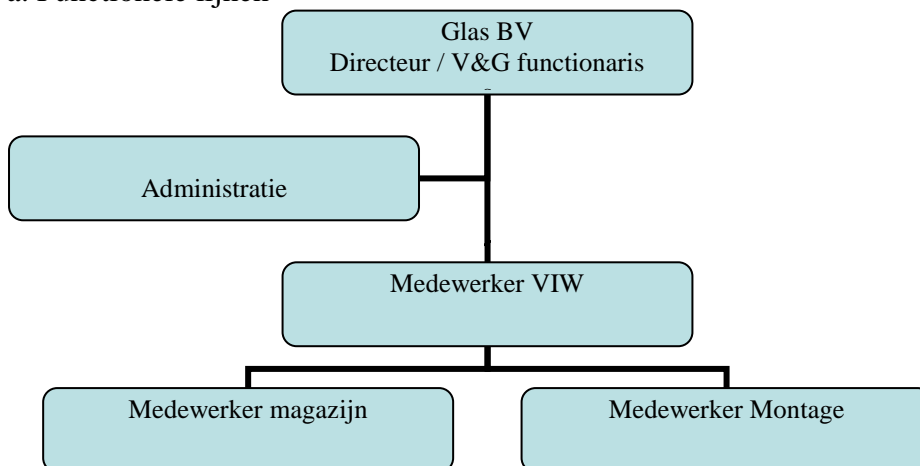 a. Functionele lijnen
Glas BV
Directeur / V&G functionaris
Administratie
Medewerker VIW
Medewerker magazijn
Medewerker Montage